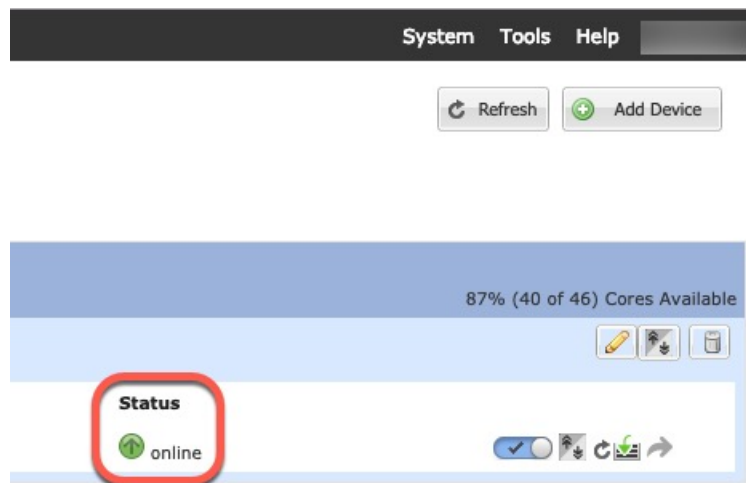 System Tools Help
Refresh Add Device
87% (40 of 46) Cores Available
Status
online